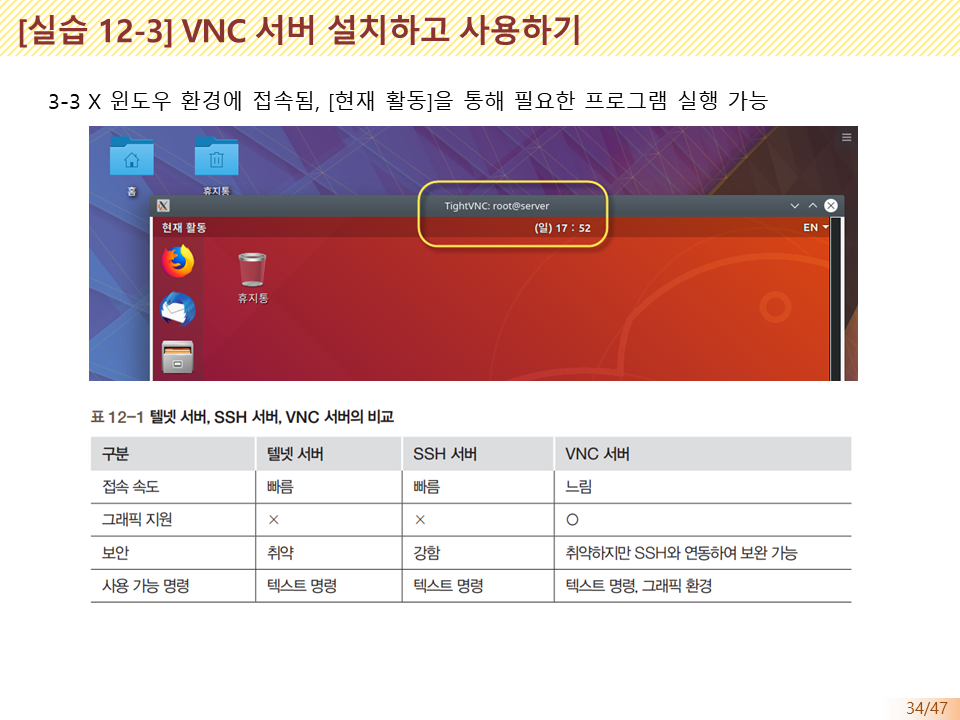 [실습 12-3] VNC 서버 설치하고 사용하기
3-3 X 윈도우 환경에 접속됨, [현재 활동]을 통해 필요한 프로그램 실행 가능
홈
휴지통
TightVNC: root@server
현재 활동
(일) 17 : 52
EN
휴지통
표 12-1 텔넷 서버, SSH 서버, VNC 서버의 비교
구분 텔넷 서버 SSH 서버 VNC 서버
접속 속도 빠름 빠름 느림
그래픽 지원 × × ○
보안 취약 강함 취약하지만 SSH와 연동하여 보완 가능
사용 가능 명령 텍스트 명령 텍스트 명령 텍스트 명령, 그래픽 환경
34/47